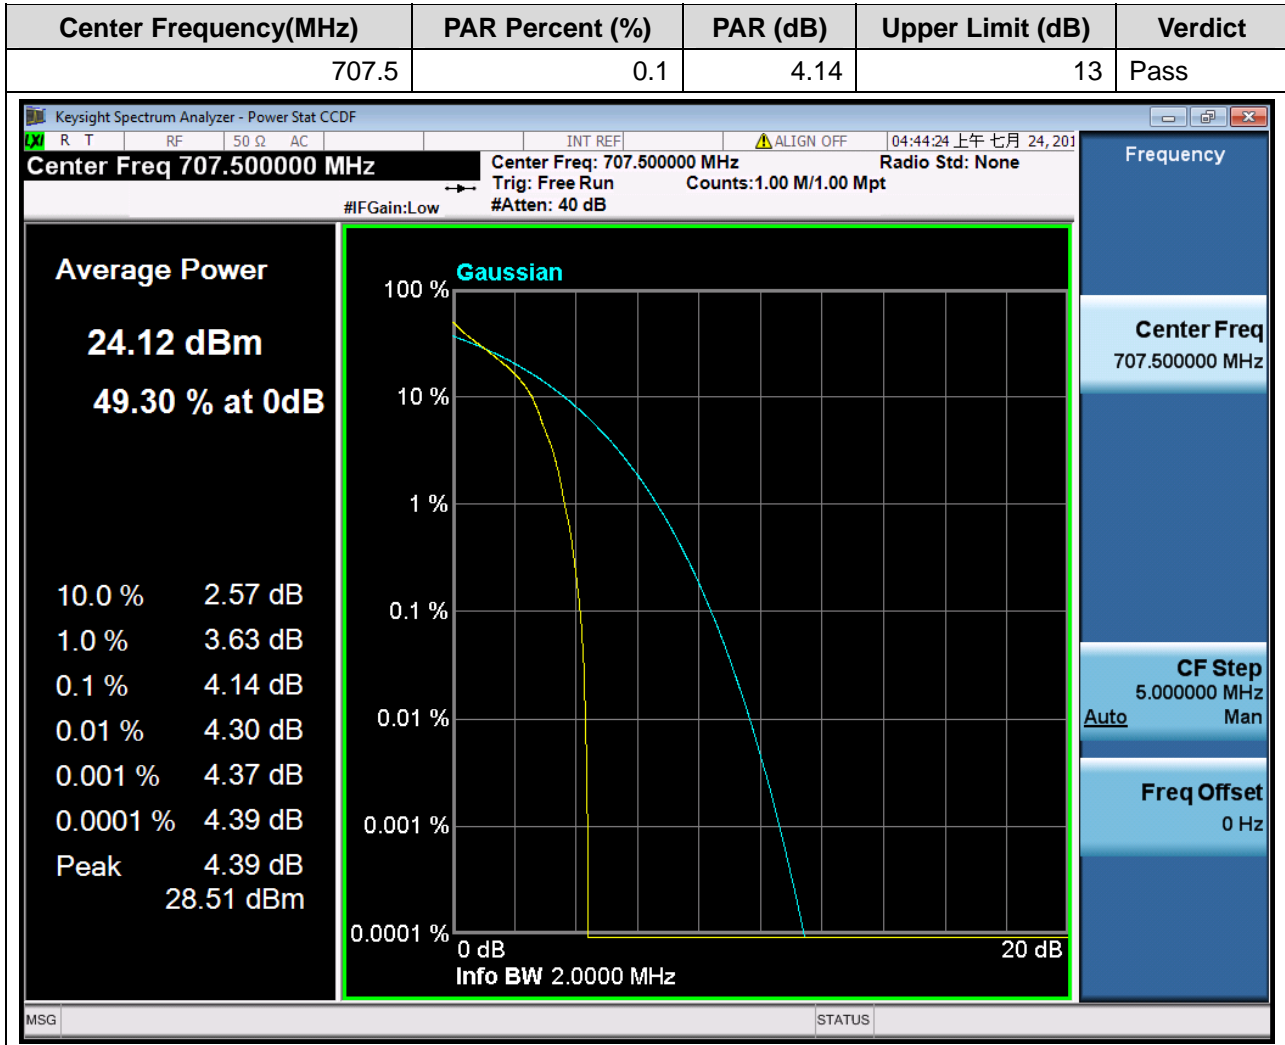 Center Frequency(MHz) PAR Percent (%) PAR (dB) Upper Limit (dB) Verdict
707.5 0.1 4.14 13 Pass
Keysight Spectrum Analyzer - Power Stat CCDF
LXI R T RF 50 Ω AC INT REF ALIGN OFF 04:44:24 上午 七月 24, 201
Center Freq 707.500000 MHz
Center Freq: 707.500000 MHz Radio Std: None
Trig: Free Run Counts:1.00 M/1.00 Mpt
#IFGain:Low #Atten: 40 dB
Average Power
24.12 dBm
49.30 % at 0dB
10.0 % 2.57 dB
1.0 % 3.63 dB
0.1 % 4.14 dB
0.01 % 4.30 dB
0.001 % 4.37 dB
0.0001 % 4.39 dB
Peak 4.39 dB
28.51 dBm
Gaussian
100 %
10 %
1 %
0.1 %
0.01 %
0.001 %
0.0001 %
0 dB 20 dB
Info BW 2.0000 MHz
Frequency
Center Freq
707.500000 MHz
CF Step
5.000000 MHz
Auto Man
Freq Offset
0 Hz
MSG STATUS